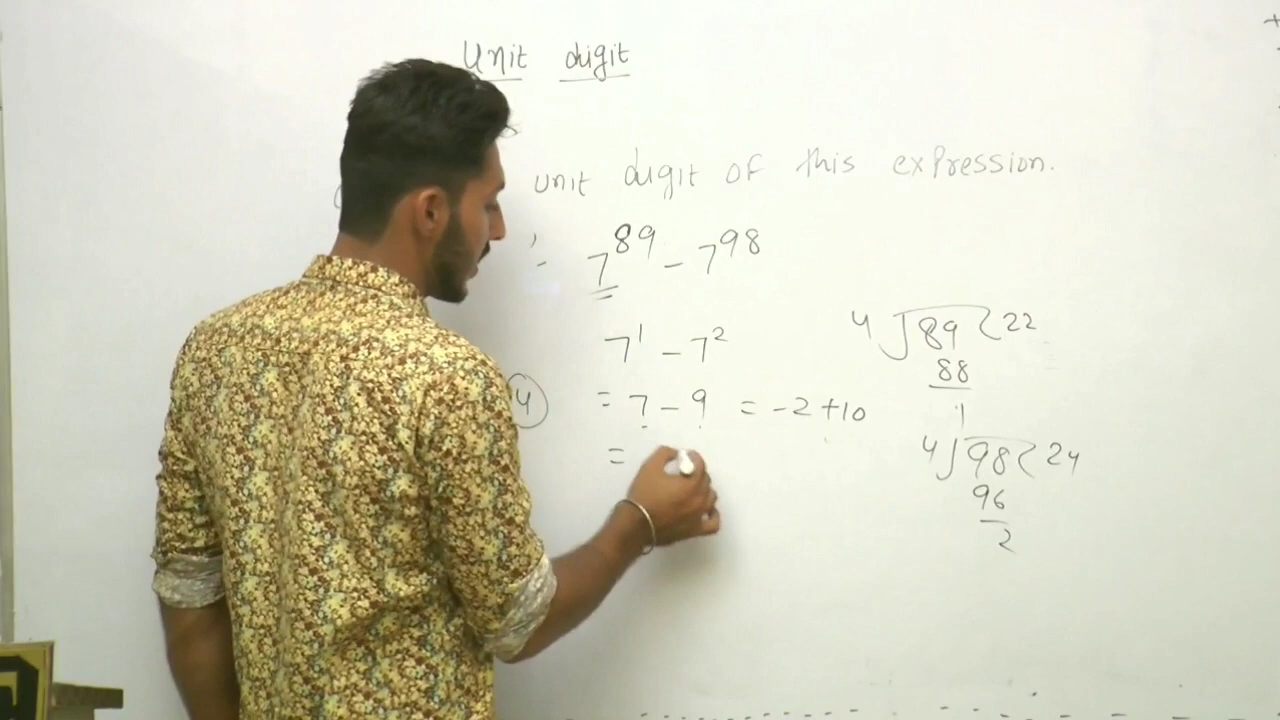 Unit digit
unit digit of this expression.
7^89 - 7^98
7^1 - 7^2
4
= 7 - 9 = -2 +10
=
4 89 22
88
1
4 98 24
96
2